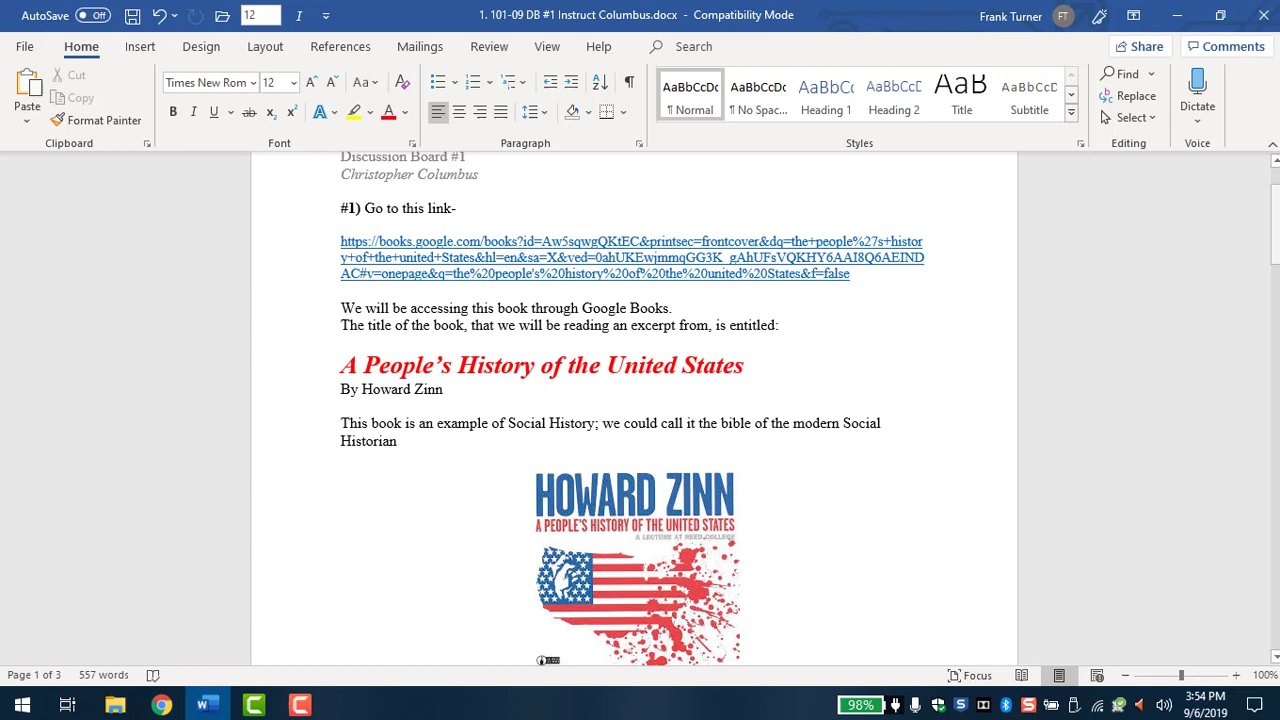 AutoSave Off 12 1. 101-09 DB #1 Instruct Columbus.docx - Compatibility Mode Frank Turner FT
File Home Insert Design Layout References Mailings Review View Help Search Share Comments
Paste Cut Copy Format Painter
Times New Rom 12 Aa
B I U ab x₂ x² A A
AaBbCcDc AaBbCcDc AaBbCc AaBbCcD AaB AaBbCcD
¶ Normal ¶ No Spac... Heading 1 Heading 2 Title Subtitle
Find Replace Select Dictate
Clipboard Font Paragraph Styles Editing Voice
Discussion Board #1
Christopher Columbus
#1) Go to this link-
https://books.google.com/books?id=Aw5sqwgQKtEC&printsec=frontcover&dq=the+people%27s+histor
y+of+the+united+States&hl=en&sa=X&ved=0ahUKEwjmmqGG3K_gAhUFsVQKHY6AAI8Q6AEIND
AC#v=onepage&q=the%20people's%20history%20of%20the%20united%20States&f=false
We will be accessing this book through Google Books.
The title of the book, that we will be reading an excerpt from, is entitled:
A People’s History of the United States
By Howard Zinn
This book is an example of Social History; we could call it the bible of the modern Social
Historian
HOWARD ZINN
A PEOPLE'S HISTORY OF THE UNITED STATES
A LECTURE AT REED COLLEGE
Page 1 of 3 557 words Focus 100%
98% 3:54 PM
9/6/2019